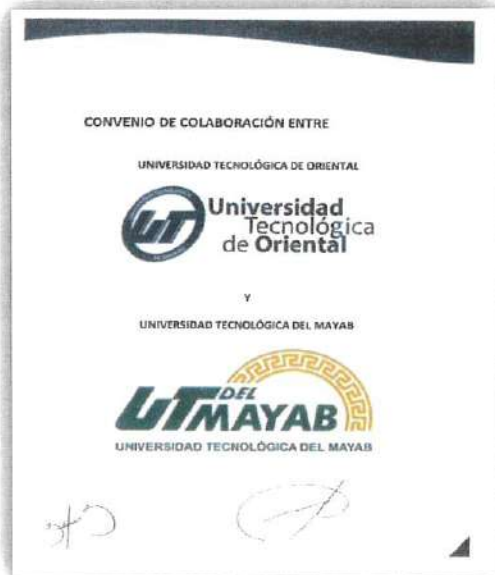 CONVENIO DE COLABORACIÓN ENTRE
UNIVERSIDAD TECNOLÓGICA DE ORIENTAL
UT
Universidad
Tecnológica
de Oriental
Y
UNIVERSIDAD TECNOLÓGICA DEL MAYAB
UT DEL
MAYAB
UNIVERSIDAD TECNOLÓGICA DEL MAYAB